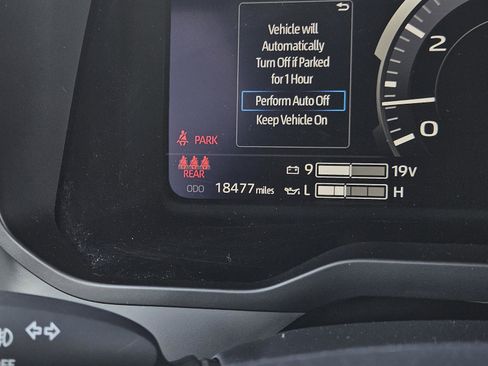 Vehicle will
Automatically
Turn Off if Parked
for 1 Hour
Perform Auto Off
Keep Vehicle On
2
0
PARK
REAR
9 19V
ODO 18477 miles
L H